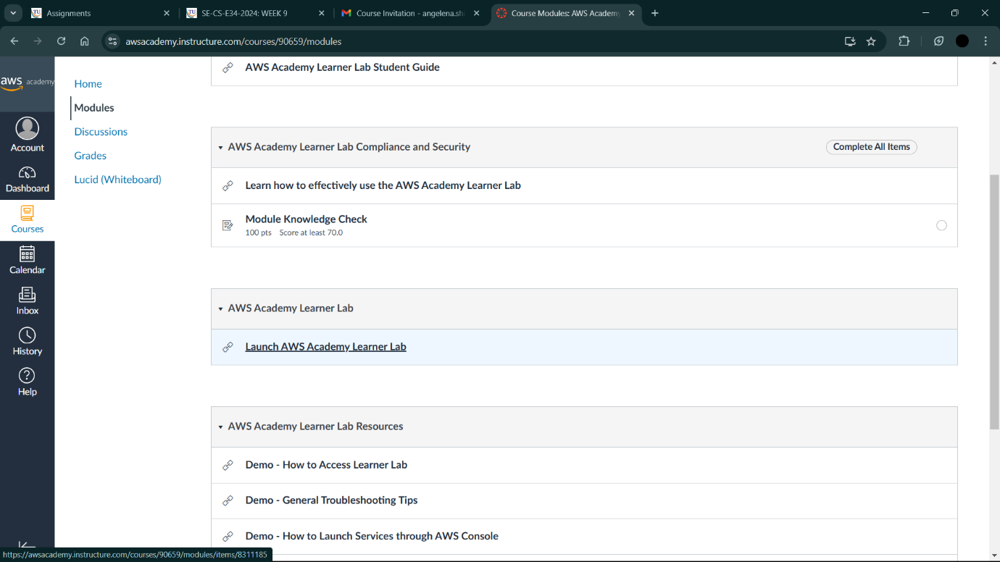 Assignments
SE-CS-E34-2024: WEEK 9
Course Invitation - angelena.sh
Course Modules: AWS Academy
awsacademy.instructure.com/courses/90659/modules
aws academy
Account
Dashboard
Courses
Calendar
Inbox
History
Help
Home
Modules
Discussions
Grades
Lucid (Whiteboard)
AWS Academy Learner Lab Student Guide
AWS Academy Learner Lab Compliance and Security
Complete All Items
Learn how to effectively use the AWS Academy Learner Lab
Module Knowledge Check
100 pts Score at least 70.0
AWS Academy Learner Lab
Launch AWS Academy Learner Lab
AWS Academy Learner Lab Resources
Demo - How to Access Learner Lab
Demo - General Troubleshooting Tips
Demo - How to Launch Services through AWS Console
https://awsacademy.instructure.com/courses/90659/modules/items/8311185